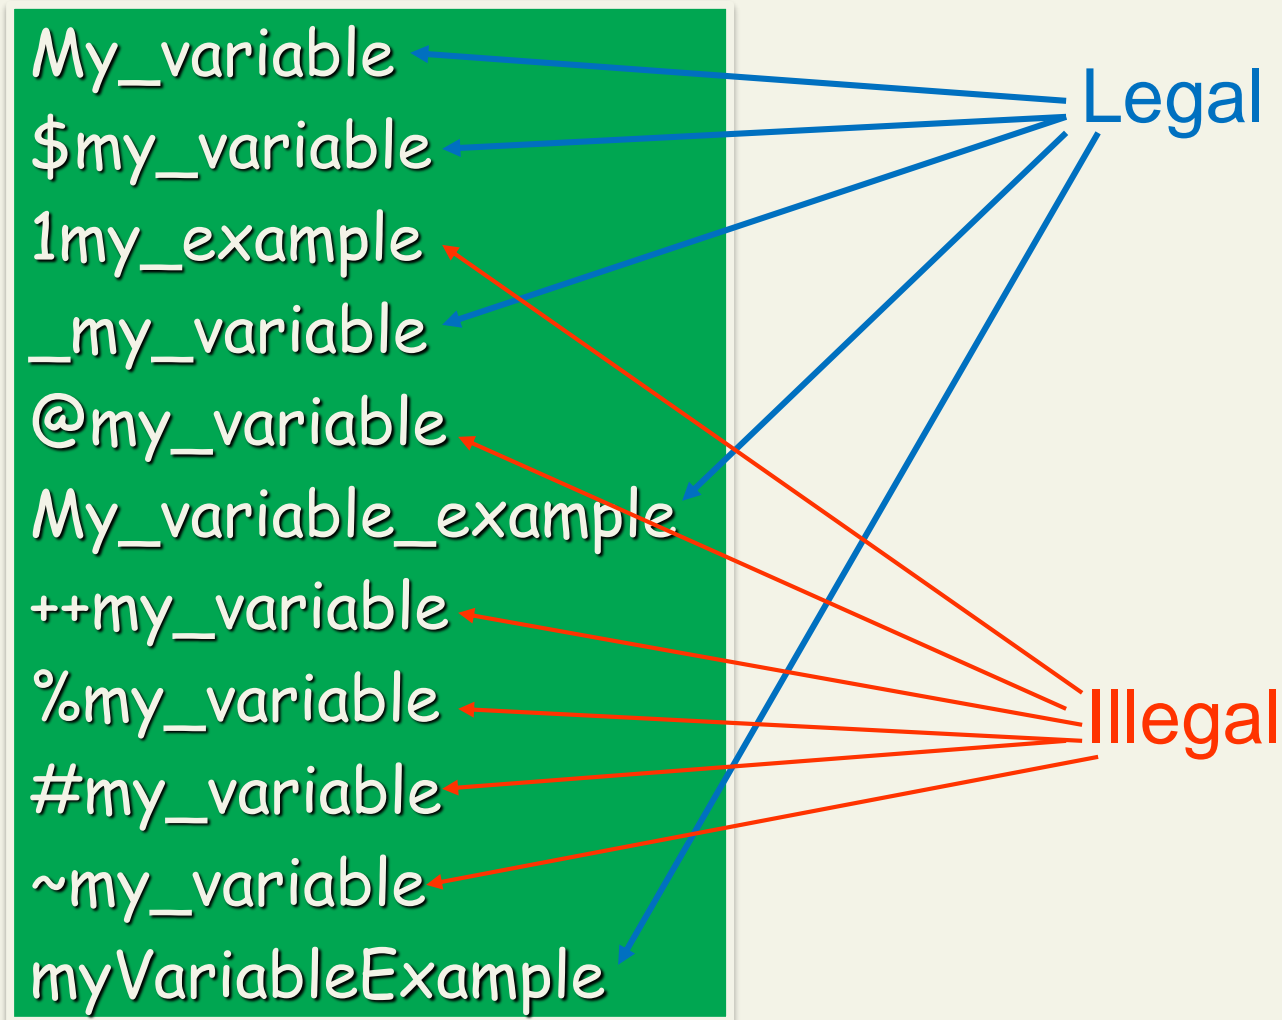 My_variable
$my_variable
1my_example
_my_variable
@my_variable
My_variable_example
++my_variable
%my_variable
#my_variable
~my_variable
myVariableExample
Legal
Illegal